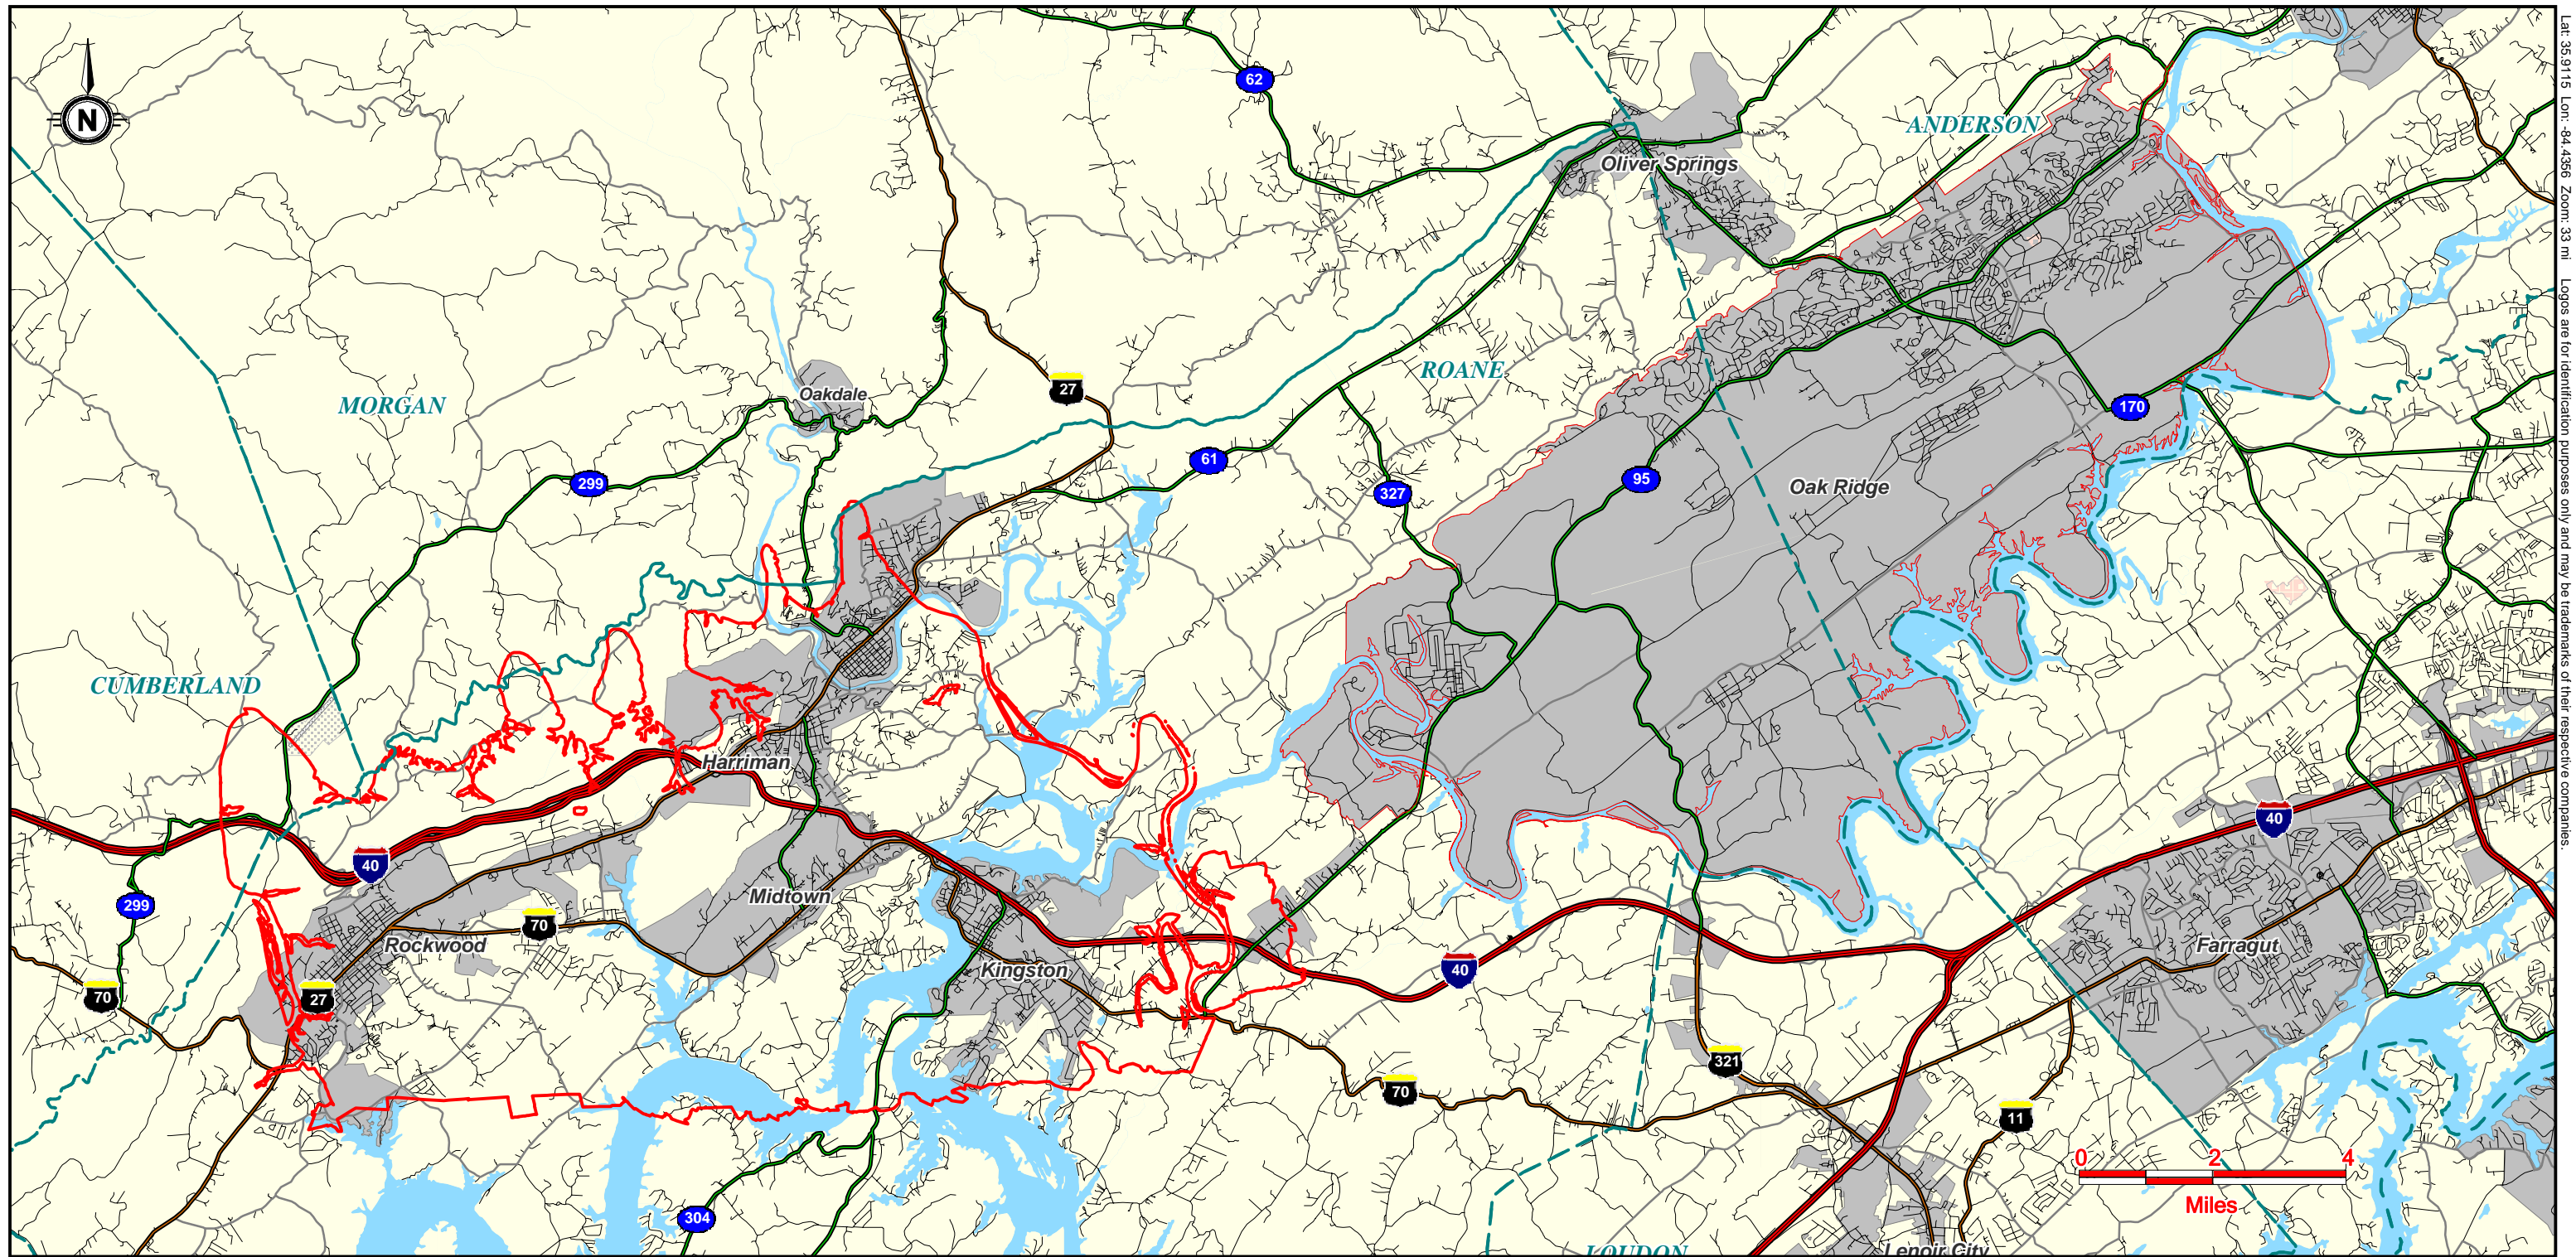 N
62
Oliver Springs
ANDERSON
ROANE
27
Oakdale
MORGAN
170
61
299
327
95
Oak Ridge
CUMBERLAND
Harriman
40
40
Midtown
299
70
Rockwood
Farragut
Kingston
40
70
27
321
70
11
0 2 4
Miles
304
LOUDON
Lenoir City
Lat: 35.9115 Lon: -84.4356 Zoom: 33 mi Logos are for identification purposes only and may be trademarks of their respective companies.